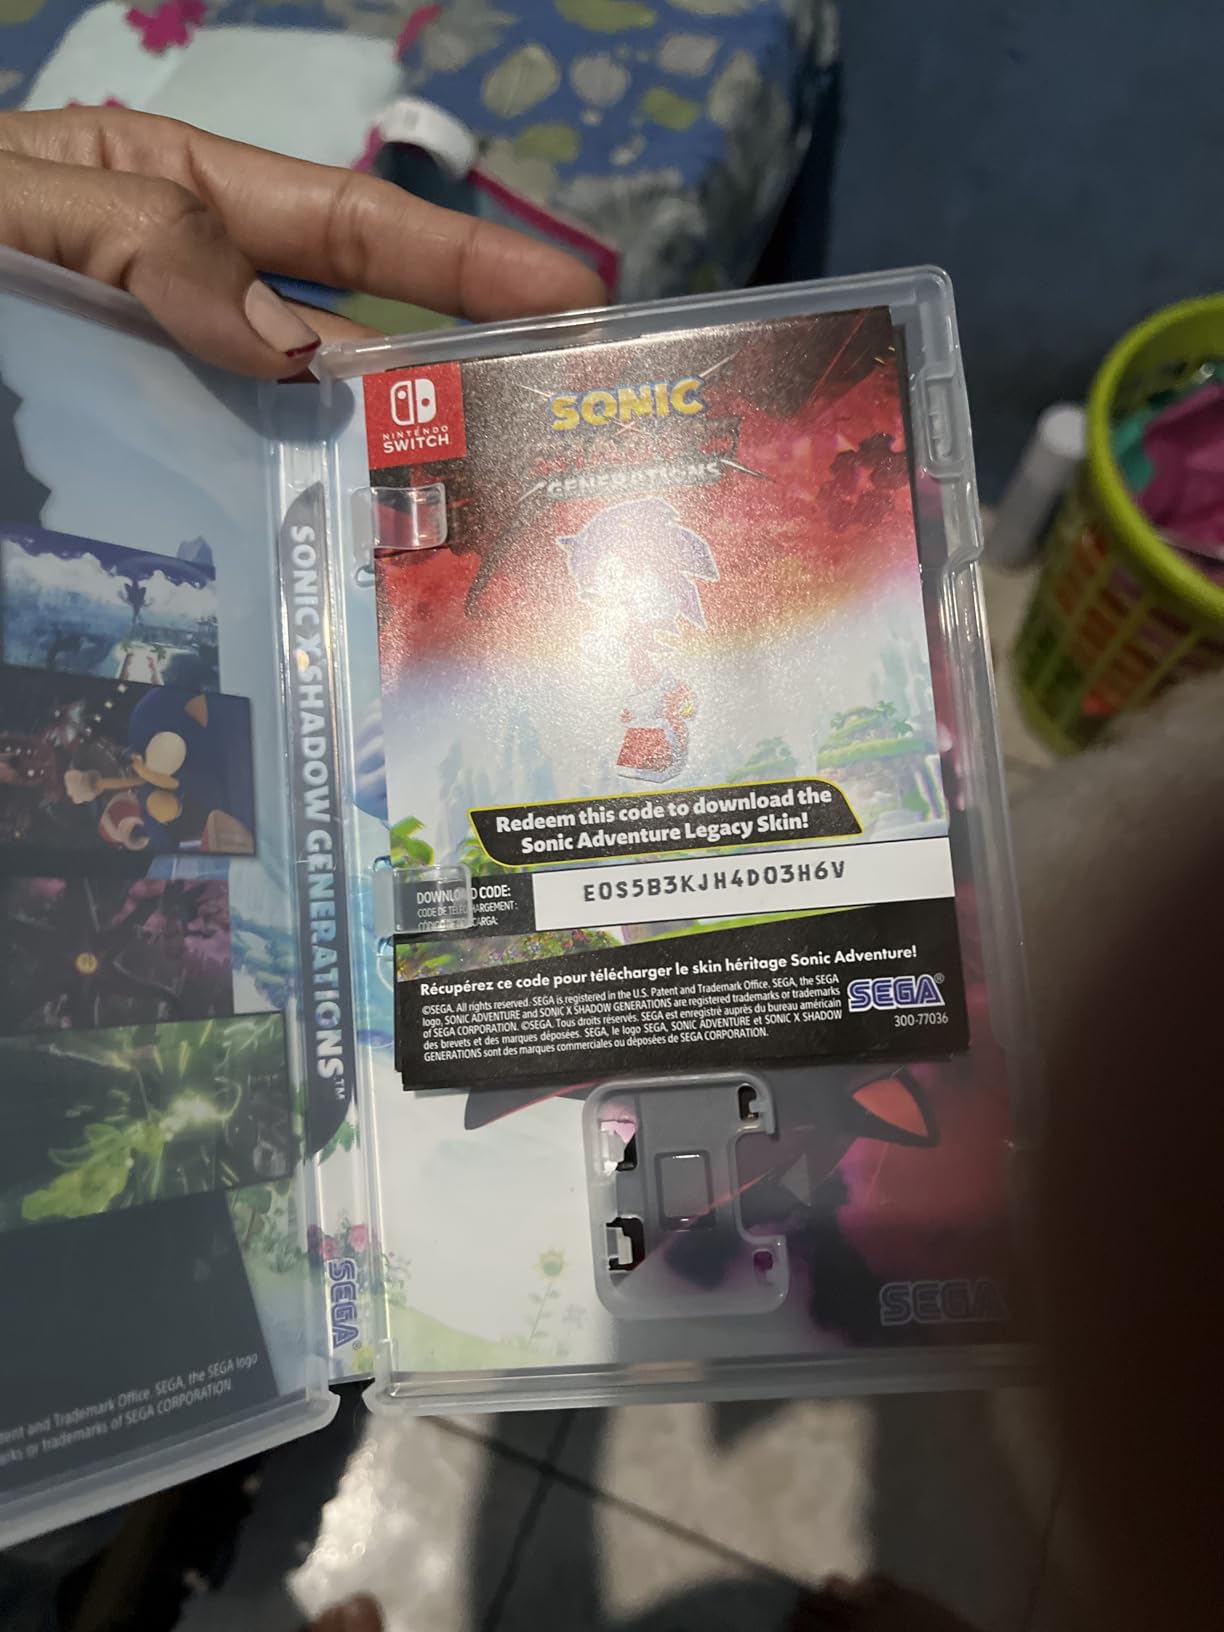 NINTENDO
SWITCH
SONIC
GENERATIONS
Redeem this code to download the
Sonic Adventure Legacy Skin!
DOWNLOAD CODE:
CODE DE TÉLÉCHARGEMENT:
E0S5B3KJH4D03H6V
Récupérez ce code pour télécharger le skin héritage Sonic Adventure!
©SEGA. All rights reserved. SEGA is registered in the U.S. Patent and Trademark Office. SEGA, the SEGA
logo, SONIC ADVENTURE and SONIC X SHADOW GENERATIONS are registered trademarks or trademarks
of SEGA CORPORATION. ©SEGA. Tous droits réservés. SEGA est enregistré auprès du bureau américain
des brevets et des marques déposées. SEGA, le logo SEGA, SONIC ADVENTURE et SONIC X SHADOW
GENERATIONS sont des marques commerciales ou déposées de SEGA CORPORATION.
SEGA®
300-77036
SONIC X SHADOW GENERATIONS™
SEGA®
SEGA
and Trademark Office. SEGA, the SEGA logo
or trademarks of SEGA CORPORATION.